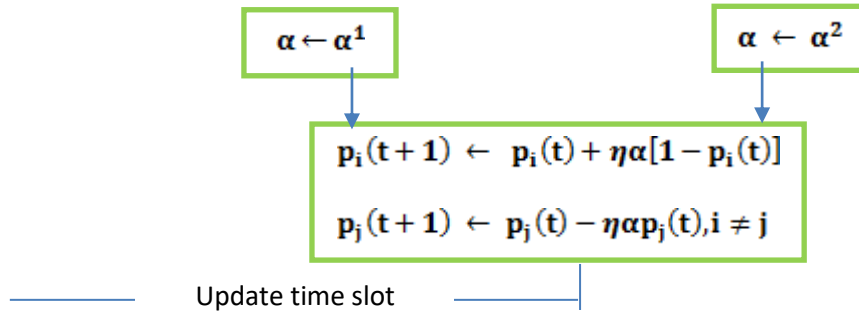 α ← α¹
α ← α²
pᵢ(t + 1) ← pᵢ(t) + ηα[1 − pᵢ(t)]
pⱼ(t + 1) ← pⱼ(t) − ηαpⱼ(t),i ≠ j
Update time slot